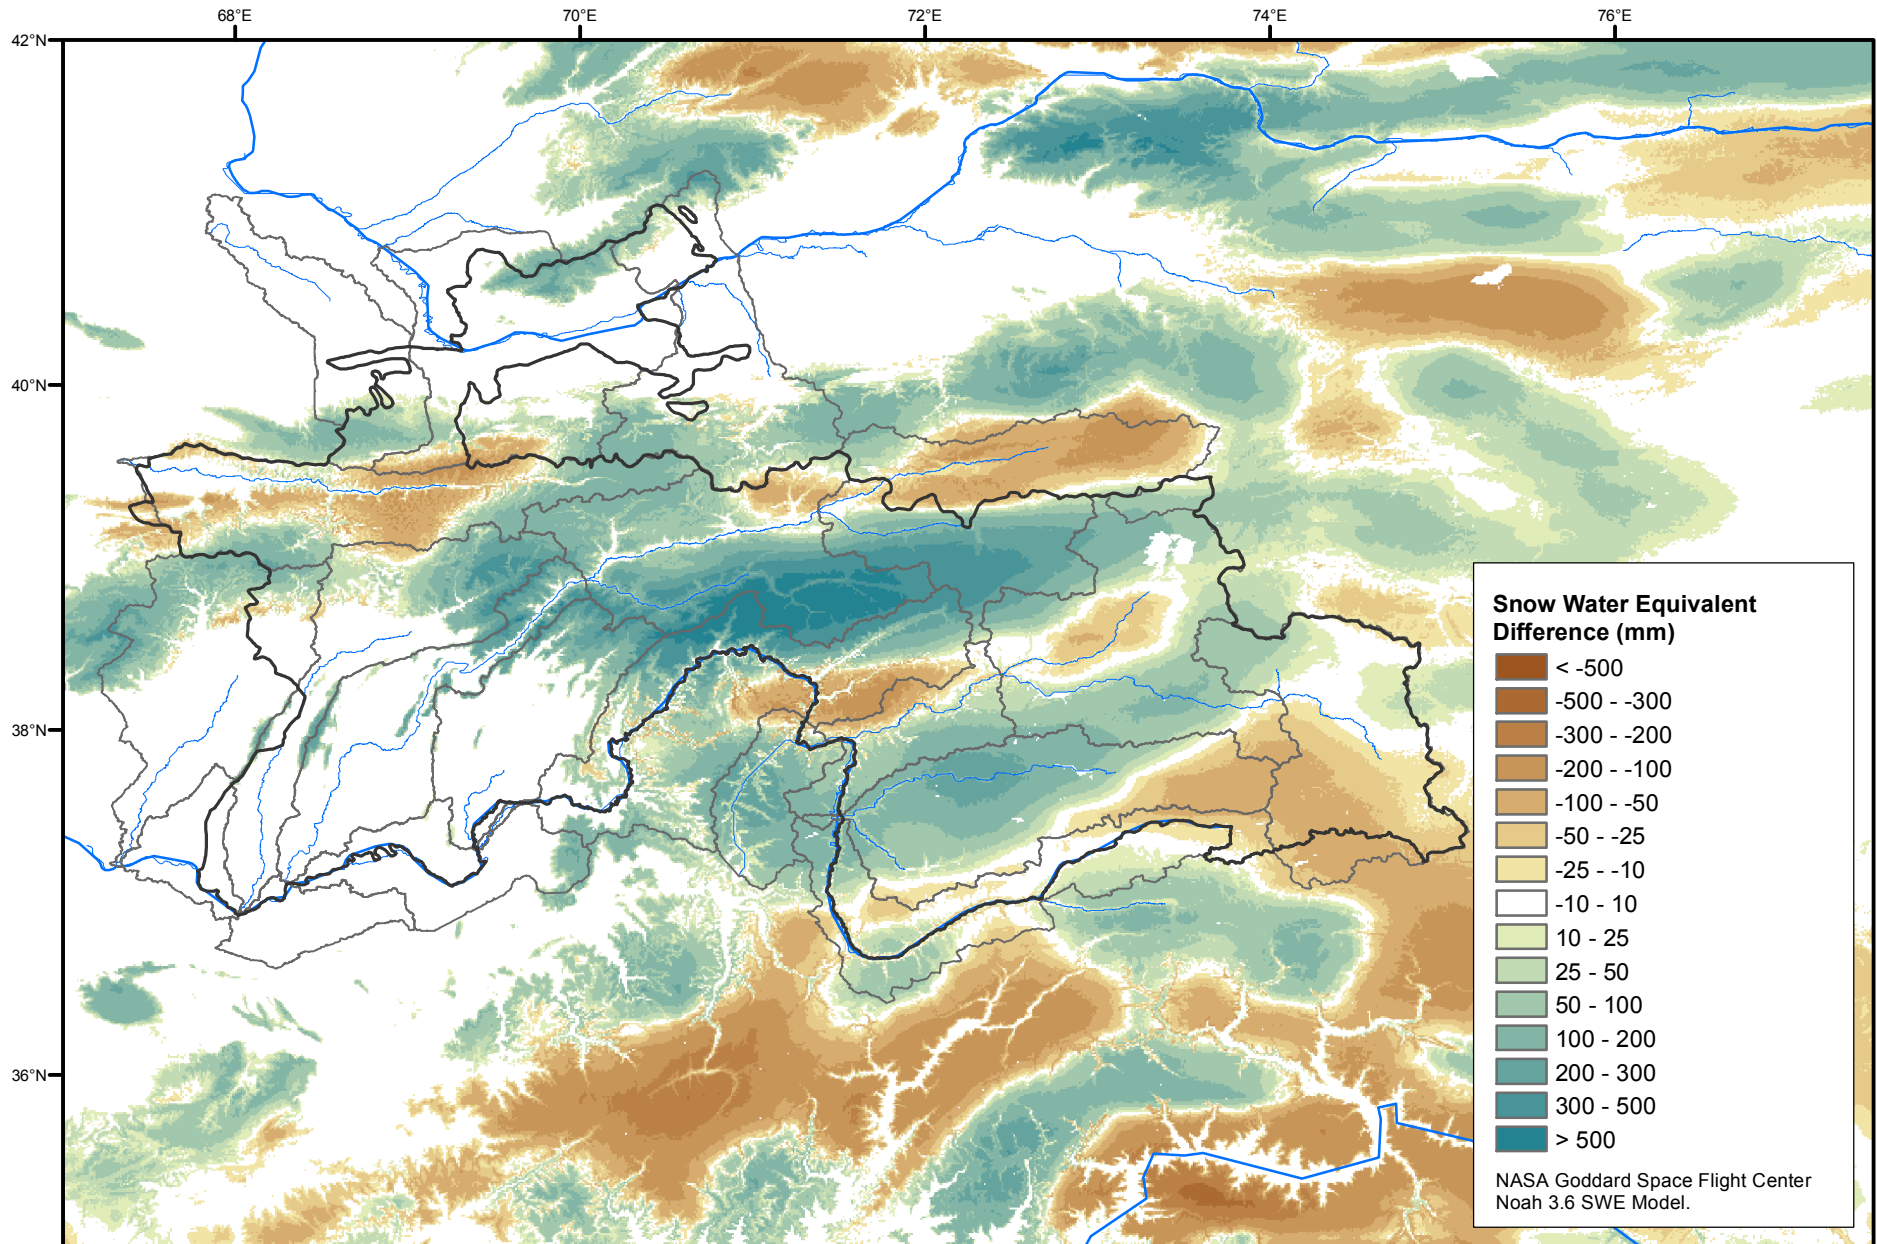 68°E
70°E
72°E
74°E
76°E
42°N
40°N
38°N
36°N
Snow Water Equivalent
Difference (mm)
< -500
-500 - -300
-300 - -200
-200 - -100
-100 - -50
-50 - -25
-25 - -10
-10 - 10
10 - 25
25 - 50
50 - 100
100 - 200
200 - 300
300 - 500
> 500
NASA Goddard Space Flight Center
Noah 3.6 SWE Model.